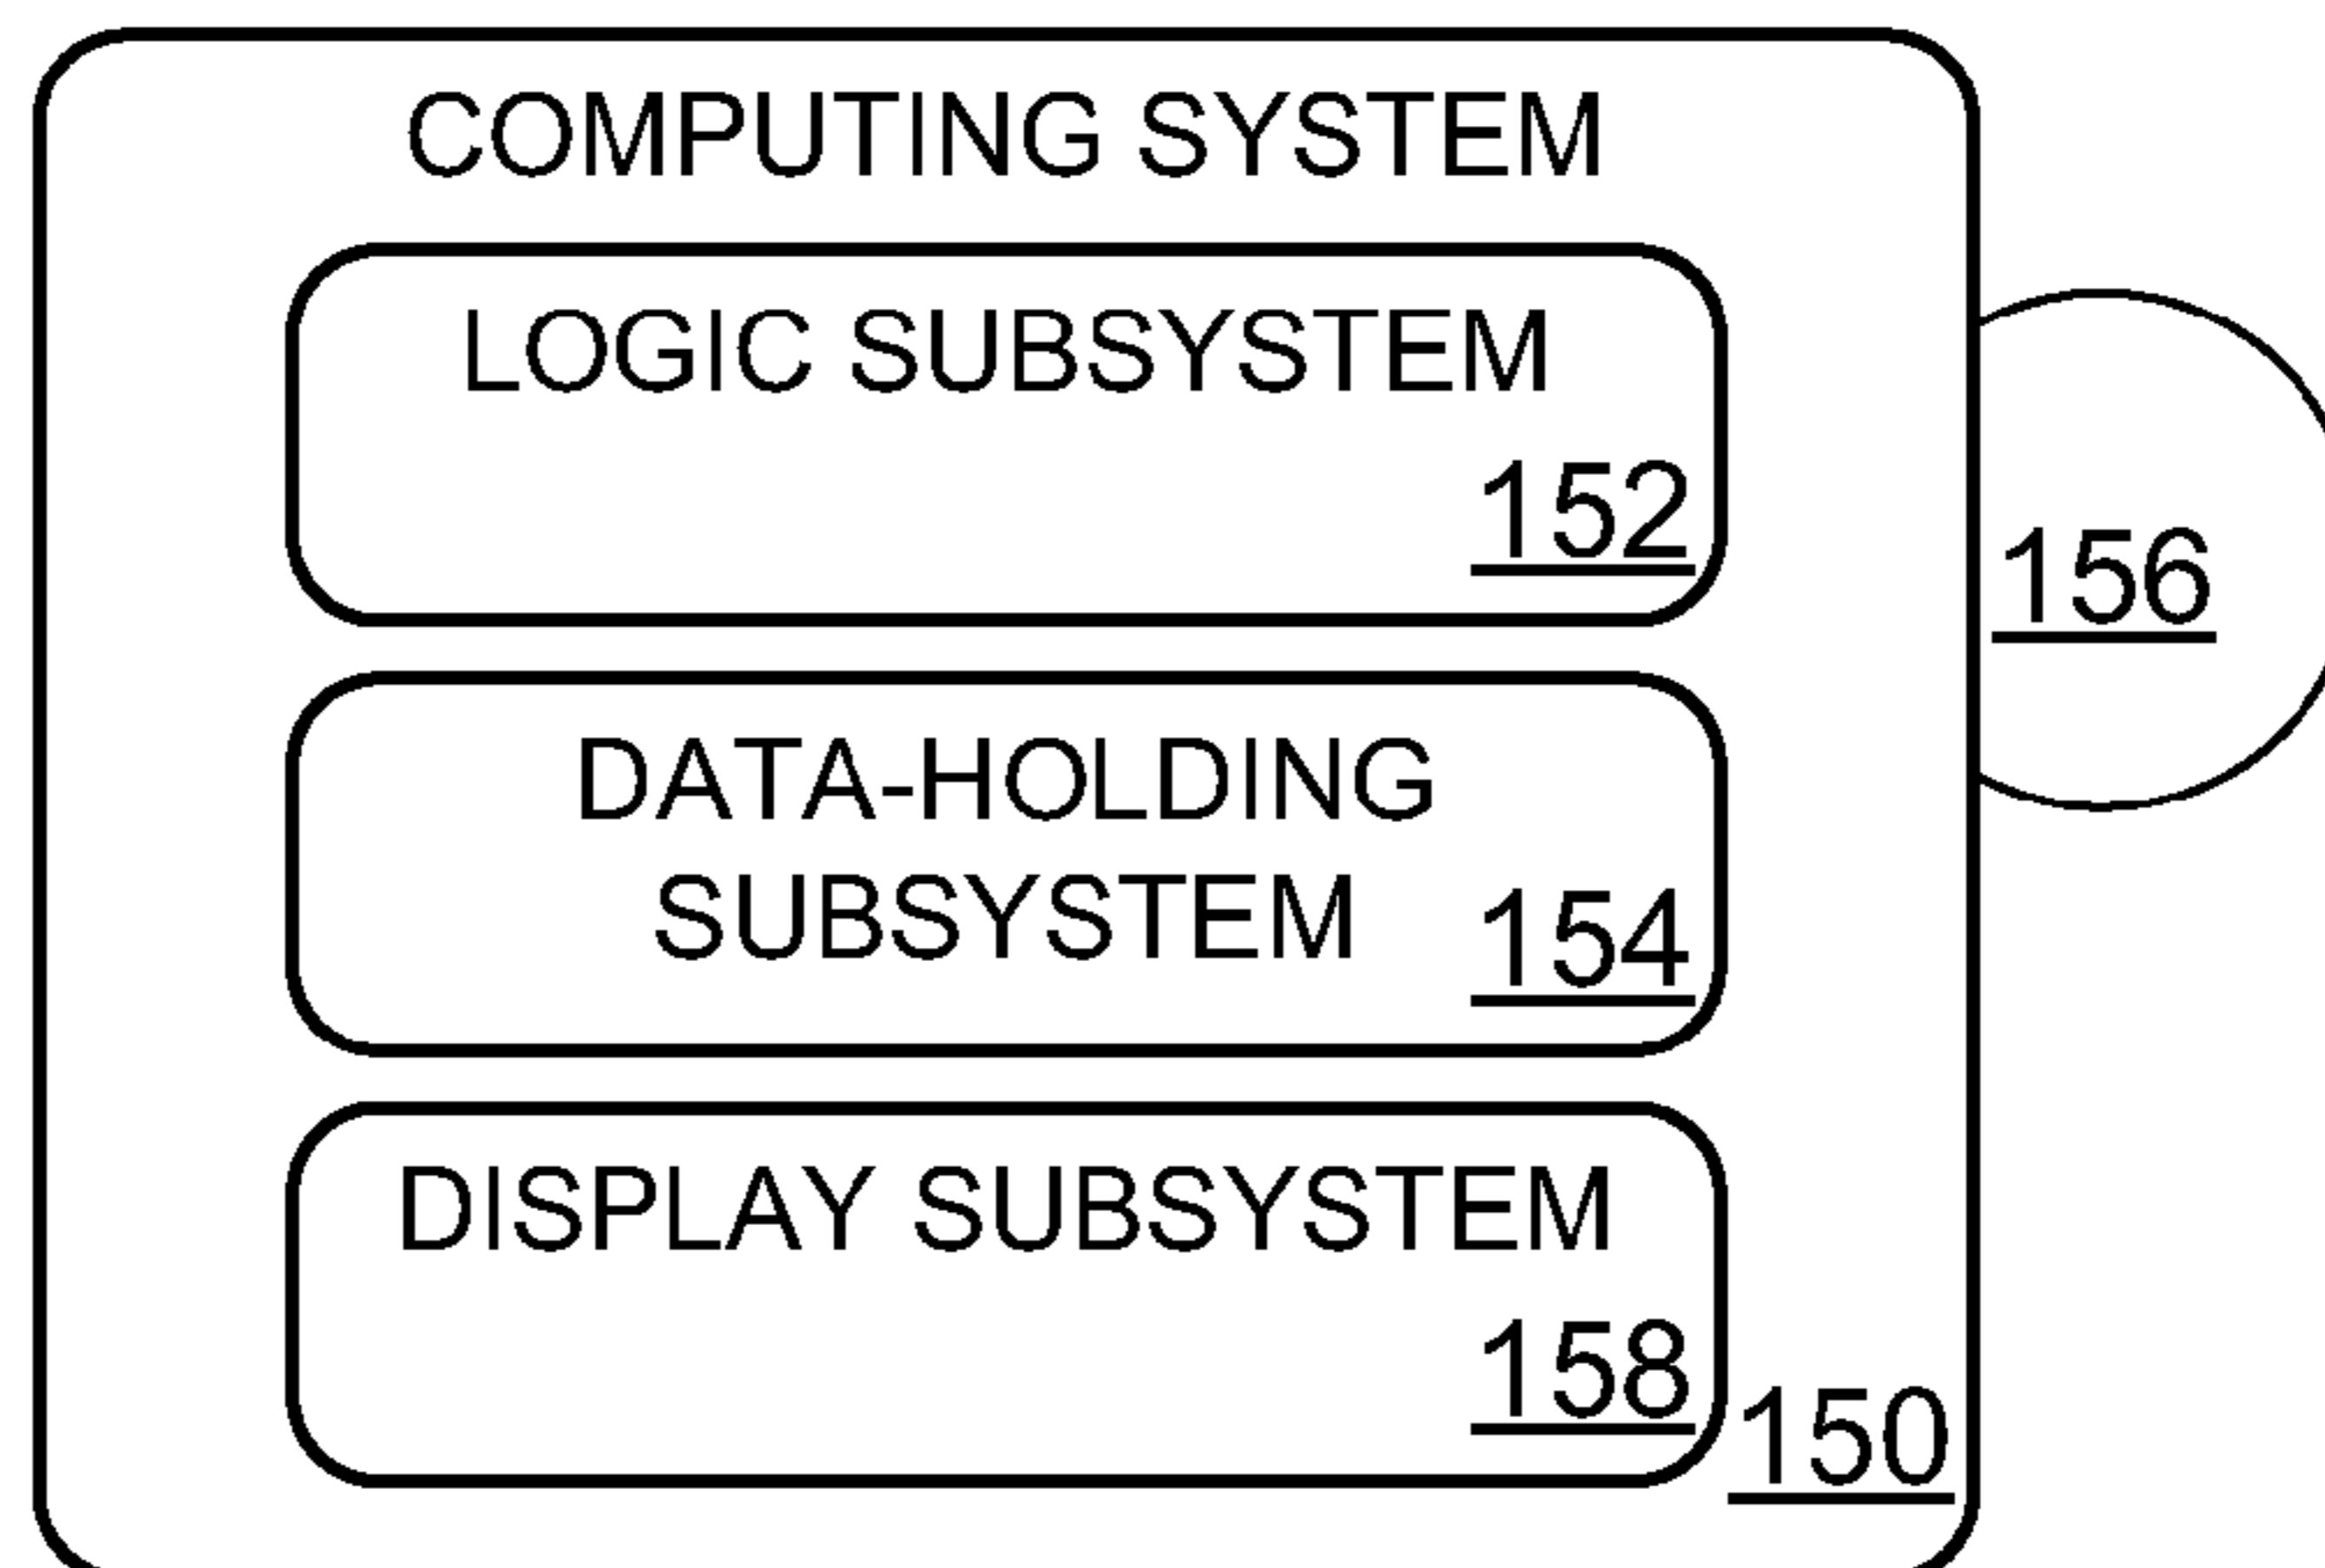 COMPUTING SYSTEM
LOGIC SUBSYSTEM
152
156
DATA-HOLDING
SUBSYSTEM 154
DISPLAY SUBSYSTEM
158
150